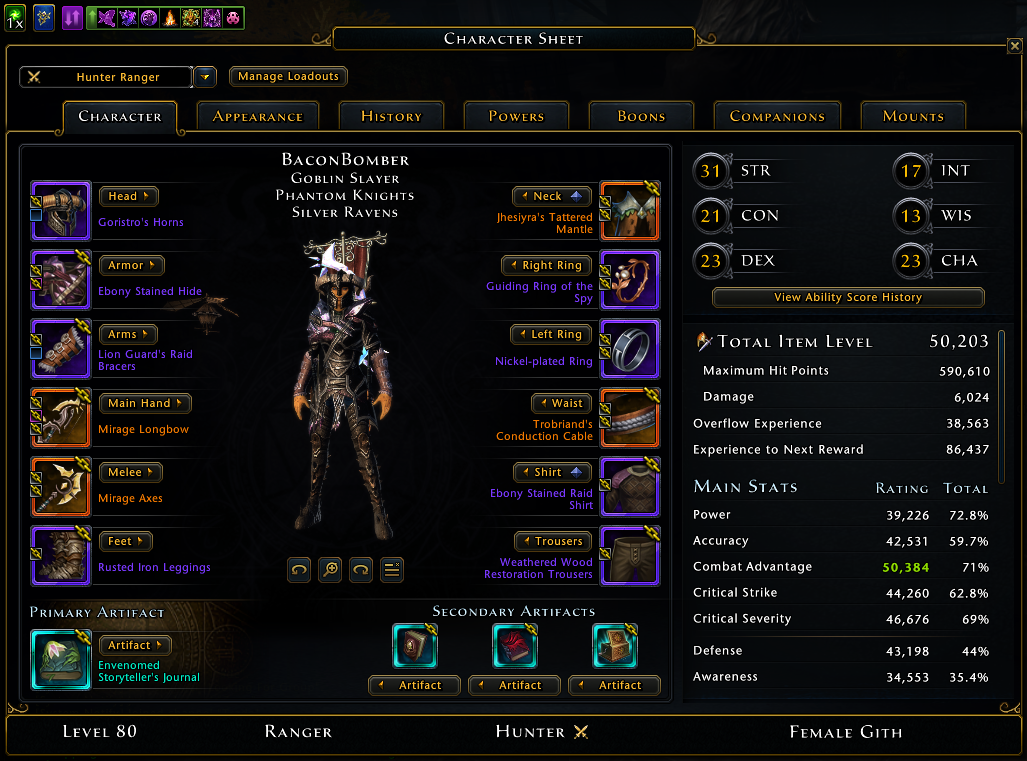 1x
Character Sheet
Hunter Ranger
Manage Loadouts
Character
Appearance
History
Powers
Boons
Companions
Mounts
BaconBomber
Goblin Slayer
Phantom Knights
Silver Ravens
Head
Goristro's Horns
Armor
Ebony Stained Hide
Arms
Lion Guard's Raid
Bracers
Main Hand
Mirage Longbow
Melee
Mirage Axes
Feet
Rusted Iron Leggings
Neck
Jhesiyra's Tattered
Mantle
Right Ring
Guiding Ring of the
Spy
Left Ring
Nickel-plated Ring
Waist
Trobriand's
Conduction Cable
Shirt
Ebony Stained Raid
Shirt
Trousers
Weathered Wood
Restoration Trousers
Primary Artifact
Artifact
Envenomed
Storyteller's Journal
Secondary Artifacts
Artifact
Artifact
Artifact
31 STR
17 INT
21 CON
13 WIS
23 DEX
23 CHA
View Ability Score History
Total Item Level 50,203
Maximum Hit Points 590,610
Damage 6,024
Overflow Experience 38,563
Experience to Next Reward 86,437
Main Stats Rating Total
Power 39,226 72.8%
Accuracy 42,531 59.7%
Combat Advantage 50,384 71%
Critical Strike 44,260 62.8%
Critical Severity 46,676 69%
Defense 43,198 44%
Awareness 34,553 35.4%
Level 80
Ranger
Hunter
Female Gith